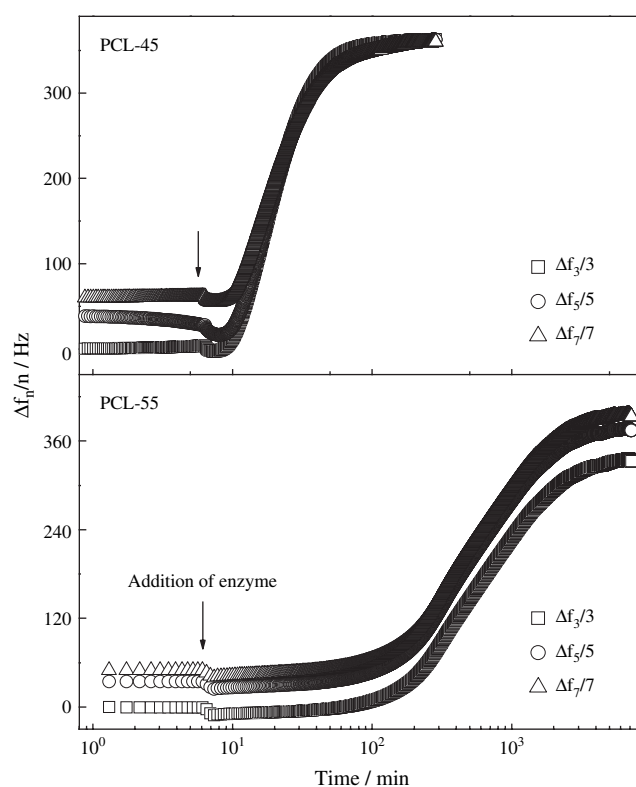 PCL-45
300
200
100
0
Δf₃/3
Δf₅/5
Δf₇/7
Δfₙ/n / Hz
PCL-55
360
240
120
0
Addition of enzyme
Δf₃/3
Δf₅/5
Δf₇/7
10⁰ 10¹ 10² 10³
Time / min